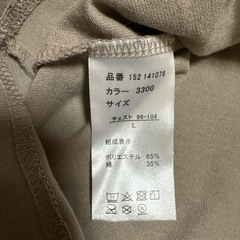 品番 152 141076
カラー 3300
サイズ
チェスト 96-104
L
組成表示
ポリエステル 65%
綿 35%